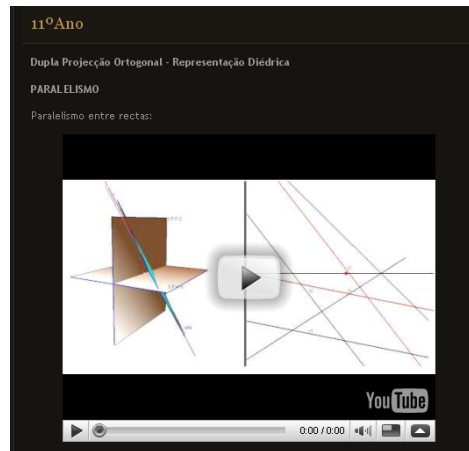 11ºAno
Dupla Projecção Ortogonal - Representação Diédrica
PARALELISMO
Paralelismo entre rectas:
YouTube
0:00 / 0:00